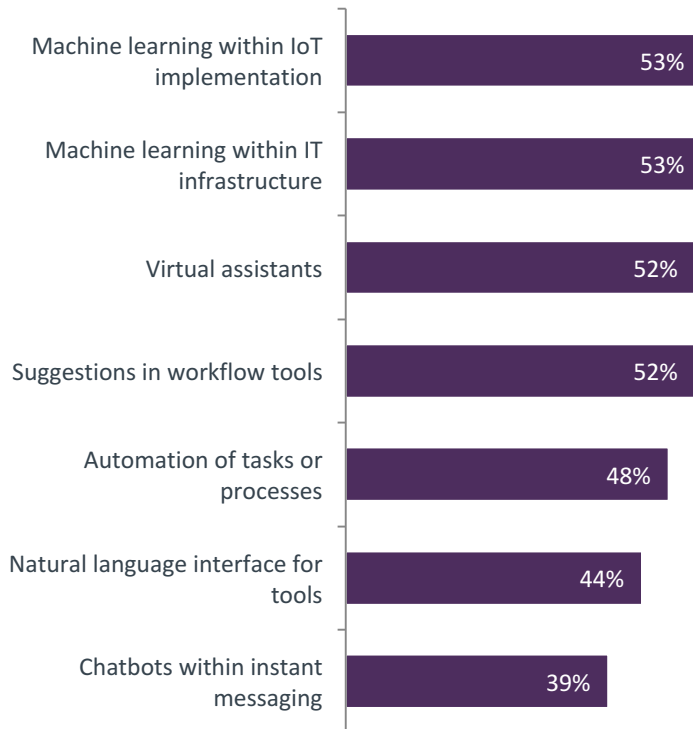 Machine learning within IoT
implementation
53%
Machine learning within IT
infrastructure
53%
Virtual assistants
52%
Suggestions in workflow tools
52%
Automation of tasks or
processes
48%
Natural language interface for
tools
44%
Chatbots within instant
messaging
39%